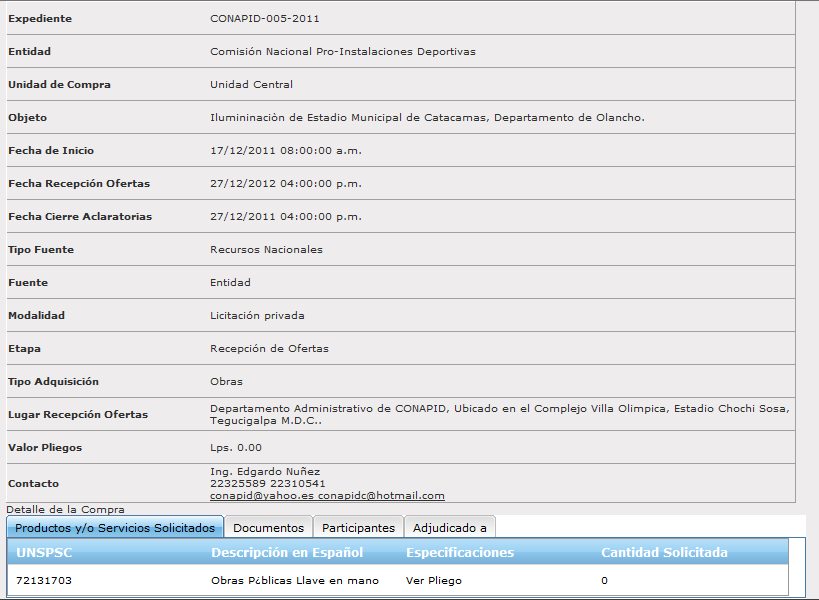 Expediente CONAPID-005-2011
Entidad Comisión Nacional Pro-Instalaciones Deportivas
Unidad de Compra Unidad Central
Objeto Ilumininaciòn de Estadio Municipal de Catacamas, Departamento de Olancho.
Fecha de Inicio 17/12/2011 08:00:00 a.m.
Fecha Recepción Ofertas 27/12/2012 04:00:00 p.m.
Fecha Cierre Aclaratorias 27/12/2011 04:00:00 p.m.
Tipo Fuente Recursos Nacionales
Fuente Entidad
Modalidad Licitación privada
Etapa Recepción de Ofertas
Tipo Adquisición Obras
Lugar Recepción Ofertas Departamento Administrativo de CONAPID, Ubicado en el Complejo Villa Olimpica, Estadio Chochi Sosa,
Tegucigalpa M.D.C..
Valor Pliegos Lps. 0.00
Ing. Edgardo Nuñez
Contacto 22325589 22310541
conapid@yahoo.es conapidc@hotmail.com
Detalle de la Compra
Productos y/o Servicios Solicitados Documentos Participantes Adjudicado a
UNSPSC Descripción en Español Especificaciones Cantidad Solicitada
72131703 Obras P¿blicas Llave en mano Ver Pliego 0